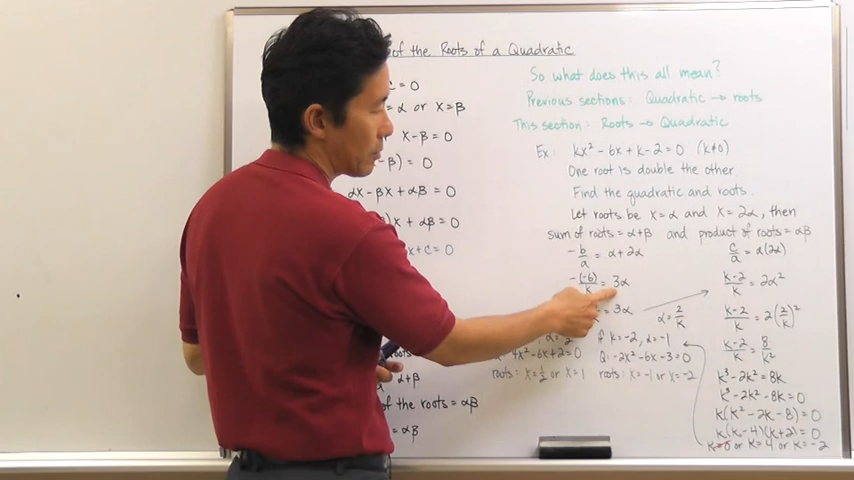 of the Roots of a Quadratic
C = 0
= α or X = β
X - β = 0
- β) = 0
αX - βX + αβ = 0
)X + αβ = 0
X + C = 0
roots
α + β
of the roots = αβ
= αβ
So what does this all mean?
Previous sections: Quadratic → roots
This section: Roots → Quadratic
Ex: kx² - 6x + k - 2 = 0 (k≠0)
One root is double the other.
Find the quadratic and roots.
Let roots be X = α and X = 2α, then
sum of roots = α + β and product of roots = αβ
-b/a = α + 2α
-(-6)/k = 3α
= 3α
α = 2/k
if k = -2, α = -1
4x² - 6x + 2 = 0
Q: -2x² - 6x - 3 = 0
roots: X = 1/2 or X = 1
roots: X = -1 or X = -2
c/a = α(2α)
k-2/k = 2α²
k-2/k = 2(2/k)²
k-2/k = 8/k²
k³ - 2k² = 8k
k³ - 2k² - 8k = 0
k(k² - 2k - 8) = 0
k(k - 4)(k + 2) = 0
k = 0 or k = 4 or k = -2